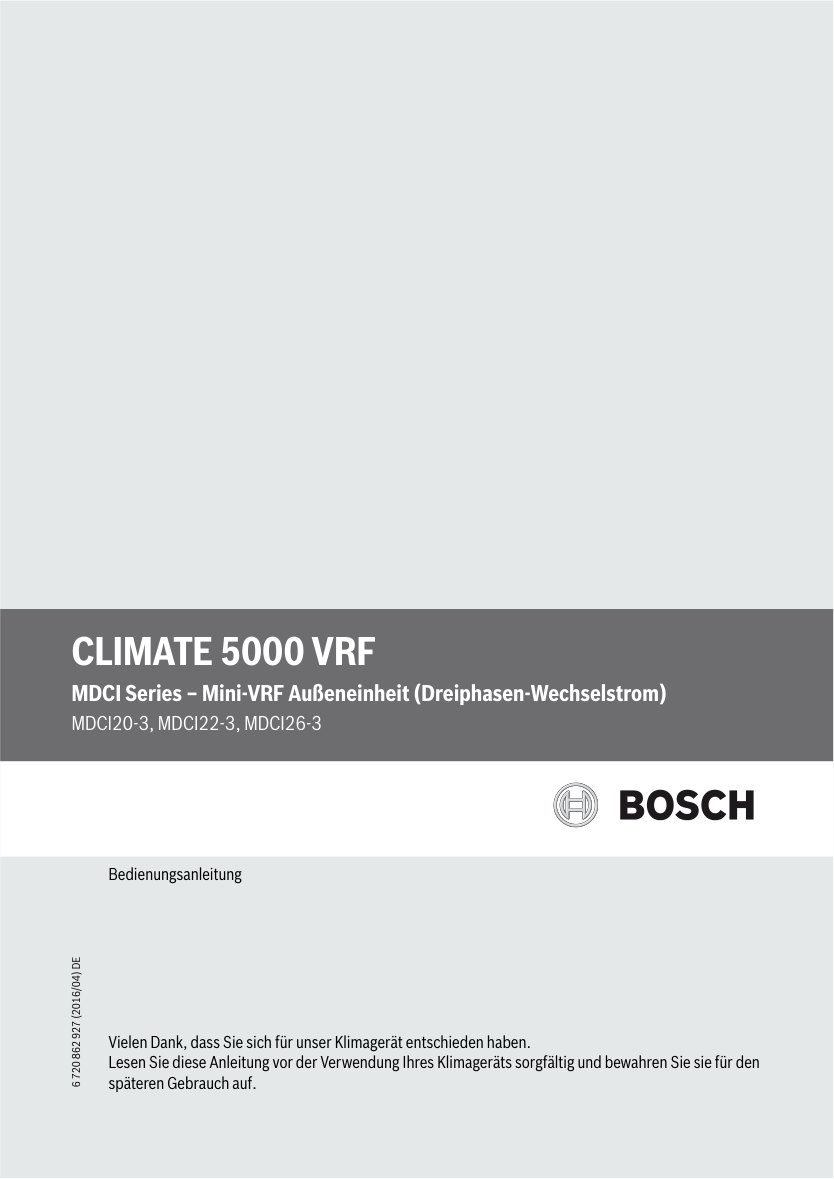 CLIMATE 5000 VRF
MDCI Series – Mini-VRF Außeneinheit (Dreiphasen-Wechselstrom)
MDCI20-3, MDCI22-3, MDCI26-3
BOSCH
Bedienungsanleitung
6 720 862 927 (2016/04) DE
Vielen Dank, dass Sie sich für unser Klimagerät entschieden haben.
Lesen Sie diese Anleitung vor der Verwendung Ihres Klimageräts sorgfältig und bewahren Sie sie für den
späteren Gebrauch auf.